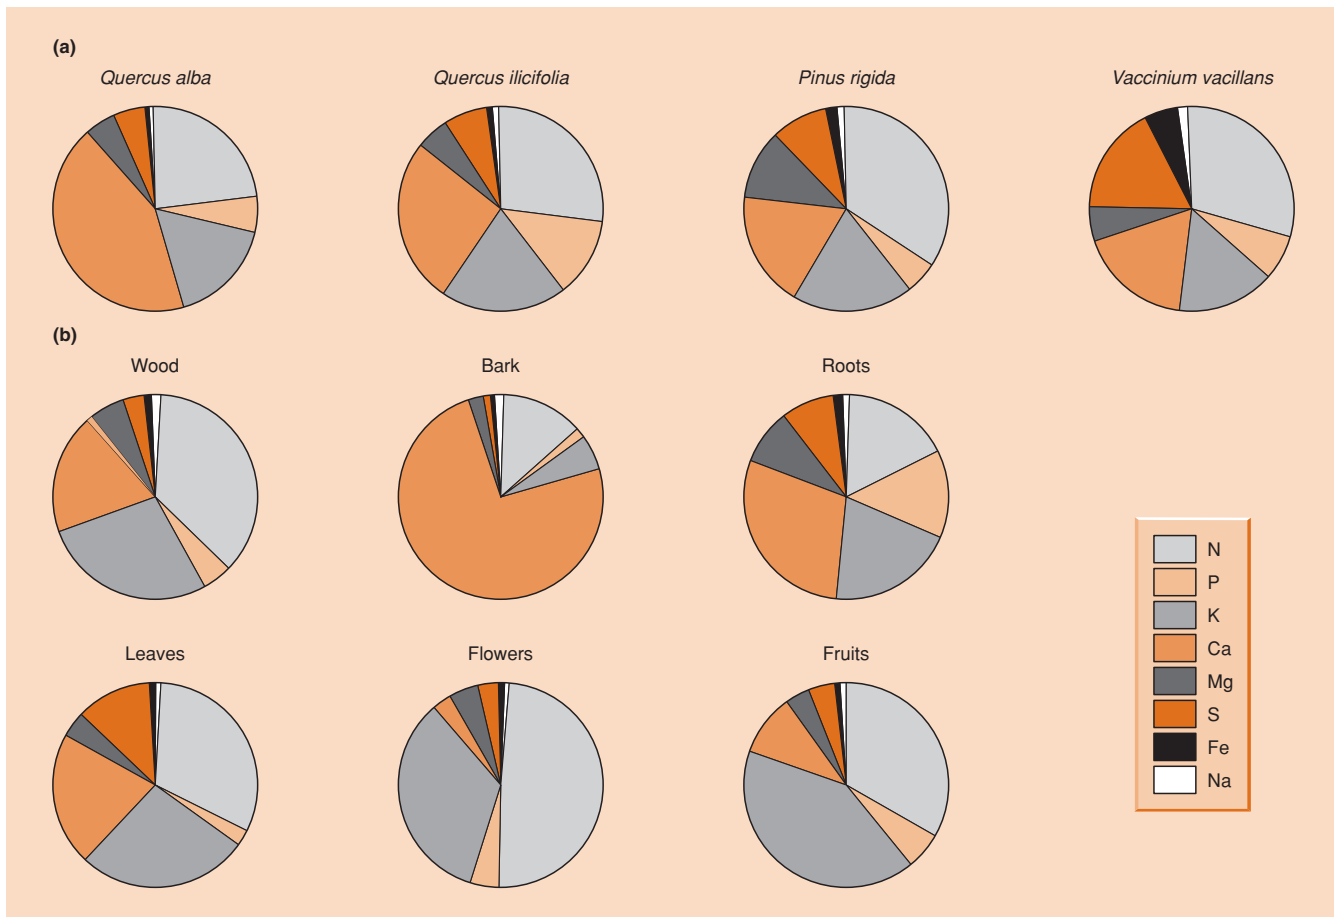 (a)
Quercus alba
Quercus ilicifolia
Pinus rigida
Vaccinium vacillans
(b)
Wood
Bark
Roots
Leaves
Flowers
Fruits
N
P
K
Ca
Mg
S
Fe
Na